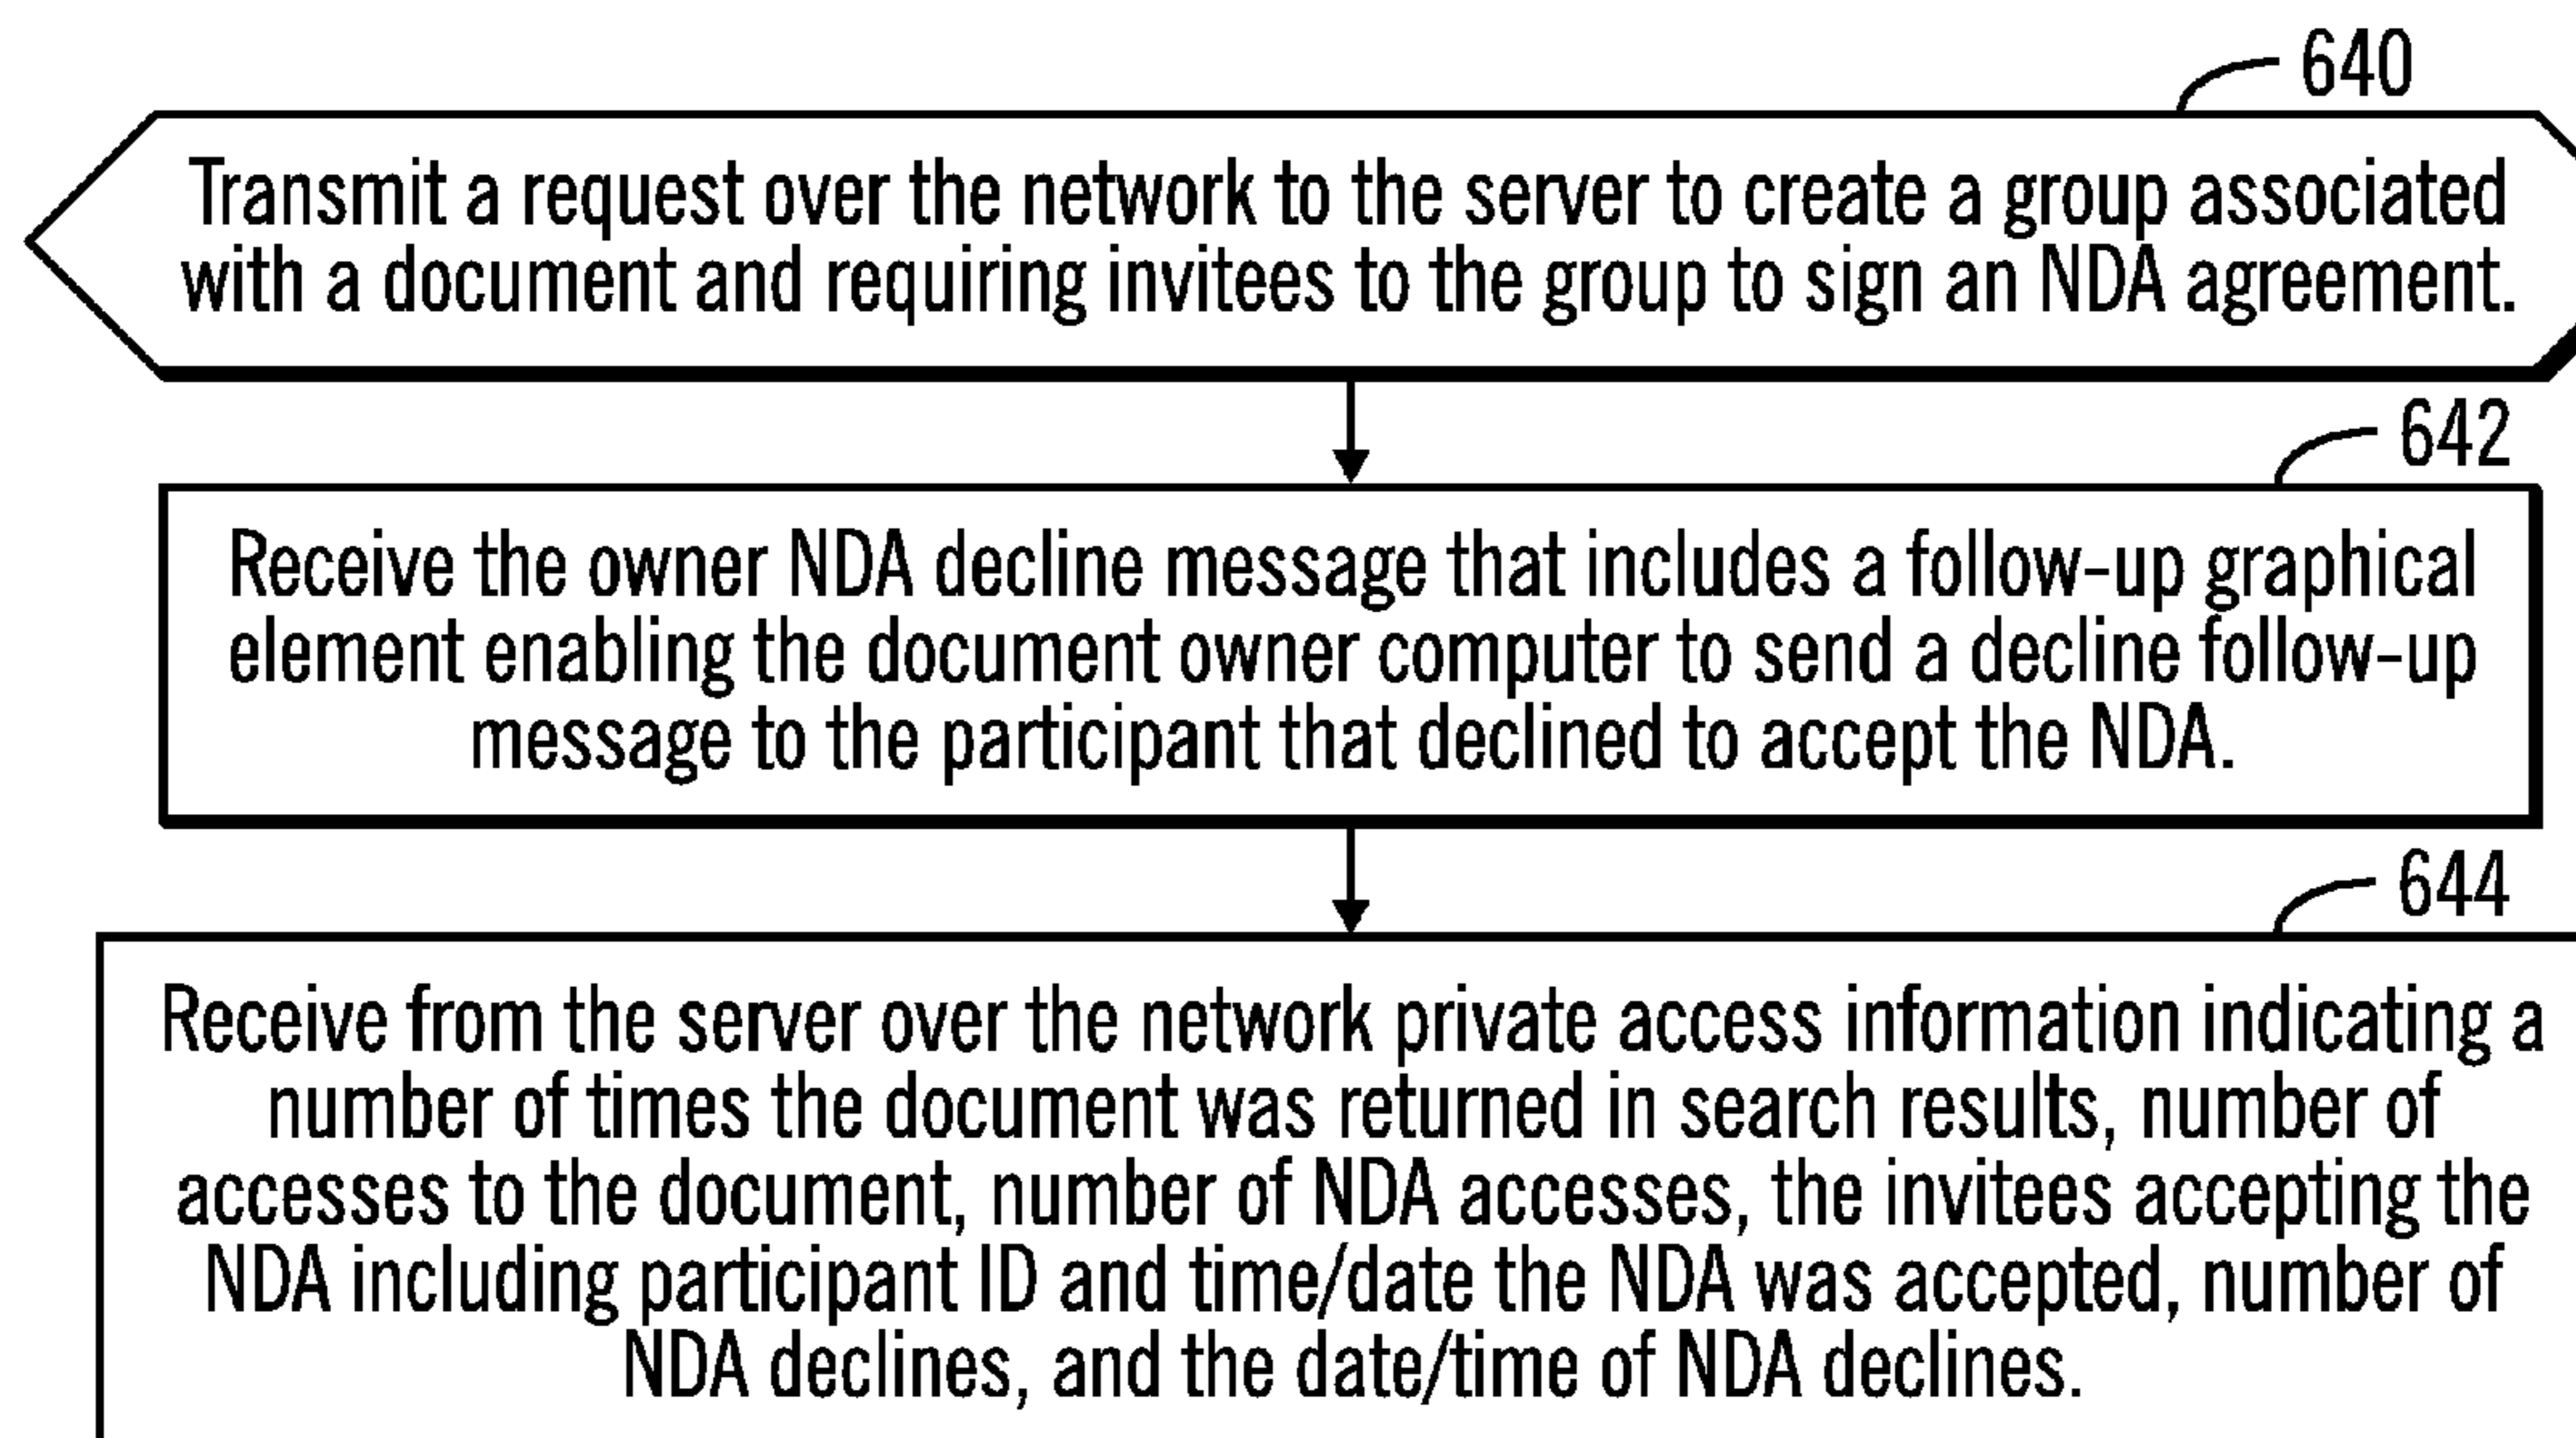 640
Transmit a request over the network to the server to create a group associated
with a document and requiring invitees to the group to sign an NDA agreement.
642
Receive the owner NDA decline message that includes a follow-up graphical
element enabling the document owner computer to send a decline follow-up
message to the participant that declined to accept the NDA.
644
Receive from the server over the network private access information indicating a
number of times the document was returned in search results, number of
accesses to the document, number of NDA accesses, the invitees accepting the
NDA including participant ID and time/date the NDA was accepted, number of
NDA declines, and the date/time of NDA declines.